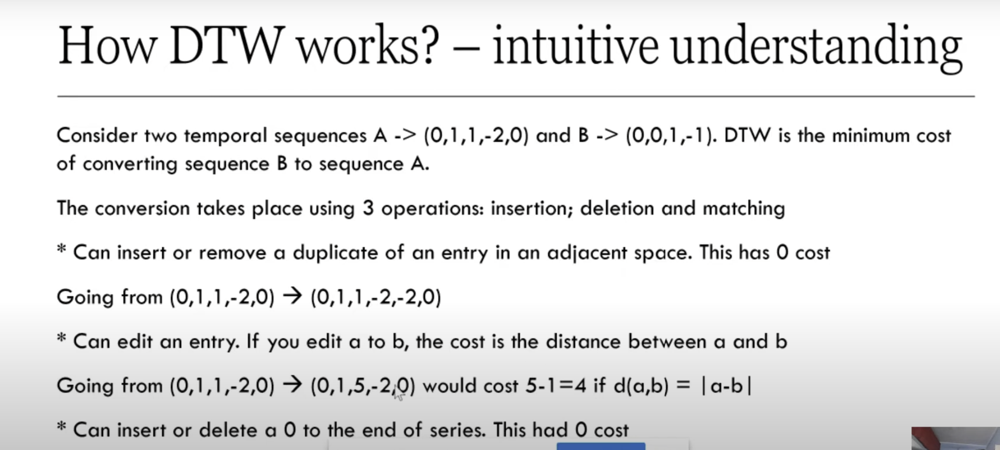 How DTW works? – intuitive understanding
Consider two temporal sequences A -> (0,1,1,-2,0) and B -> (0,0,1,-1). DTW is the minimum cost
of converting sequence B to sequence A.
The conversion takes place using 3 operations: insertion; deletion and matching
* Can insert or remove a duplicate of an entry in an adjacent space. This has 0 cost
Going from (0,1,1,-2,0) → (0,1,1,-2,-2,0)
* Can edit an entry. If you edit a to b, the cost is the distance between a and b
Going from (0,1,1,-2,0) → (0,1,5,-2,0) would cost 5-1=4 if d(a,b) = |a-b|
* Can insert or delete a 0 to the end of series. This had 0 cost